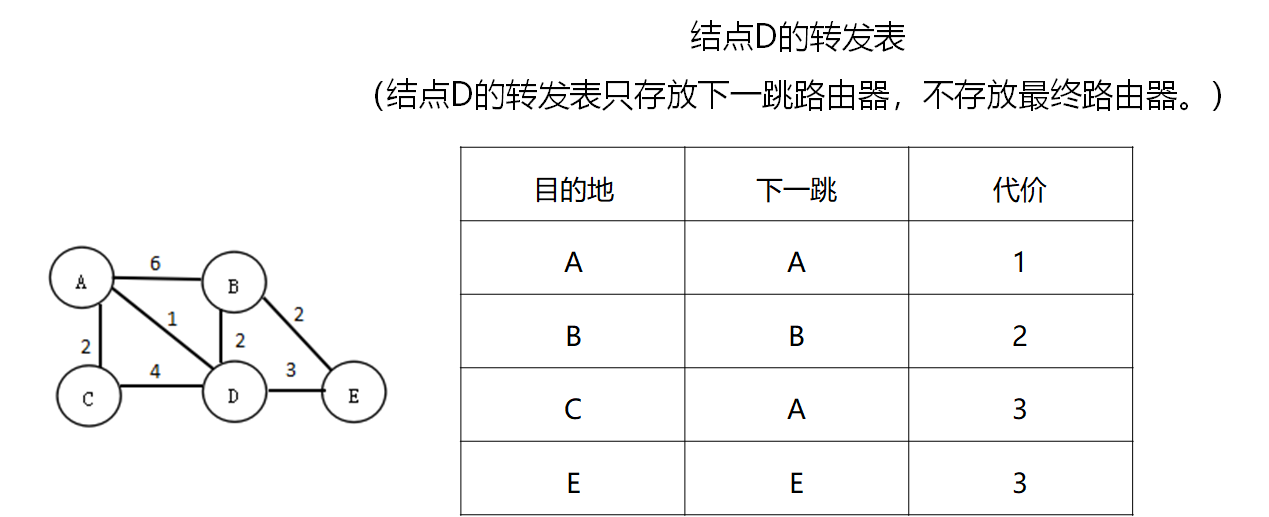 结点D的转发表
（结点D的转发表只存放下一跳路由器，不存放最终路由器。）
目的地 下一跳 代价
A A 1
B B 2
C A 3
E E 3
A 6 B
1 2
2 2
4 3
C D E